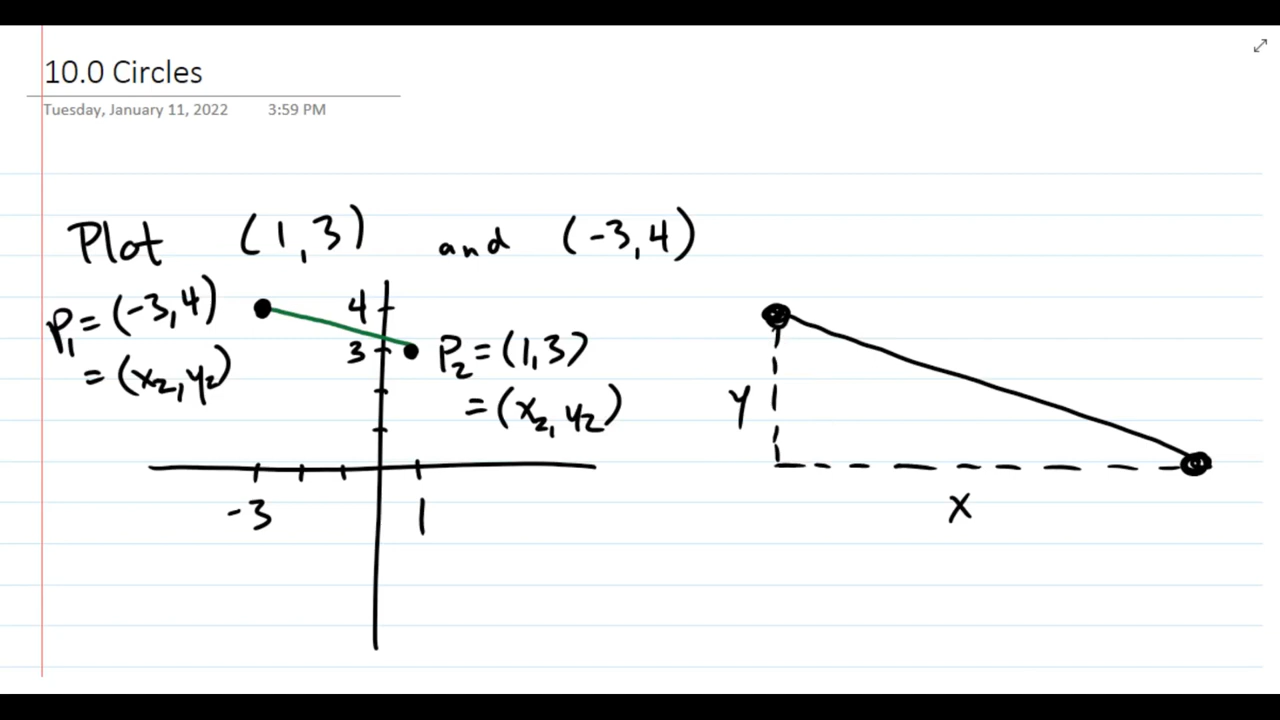 10.0 Circles
Tuesday, January 11, 2022 3:59 PM
Plot (1,3) and (-3,4)
P1 = (-3,4)
= (x2, y2)
4
3
P2 = (1,3)
= (x2, y2)
-3 1
y
x